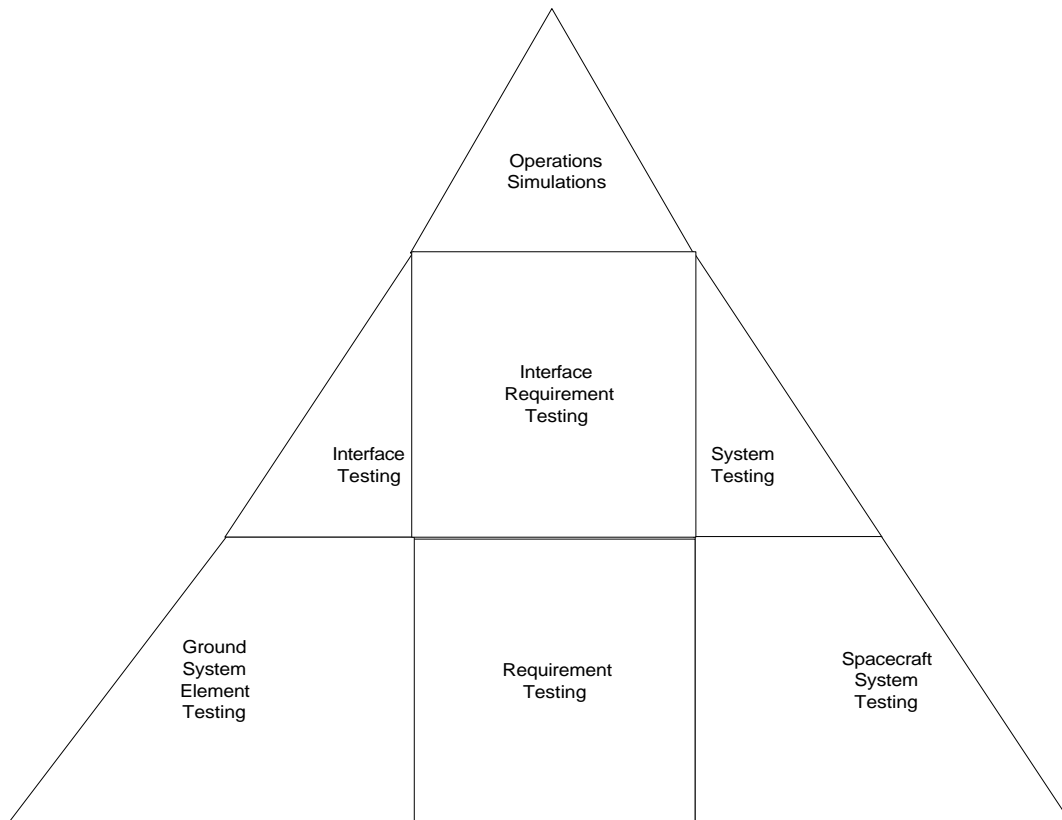 Operations
Simulations
Interface
Requirement
Testing
Interface
Testing
System
Testing
Ground
System
Element
Testing
Requirement
Testing
Spacecraft
System
Testing